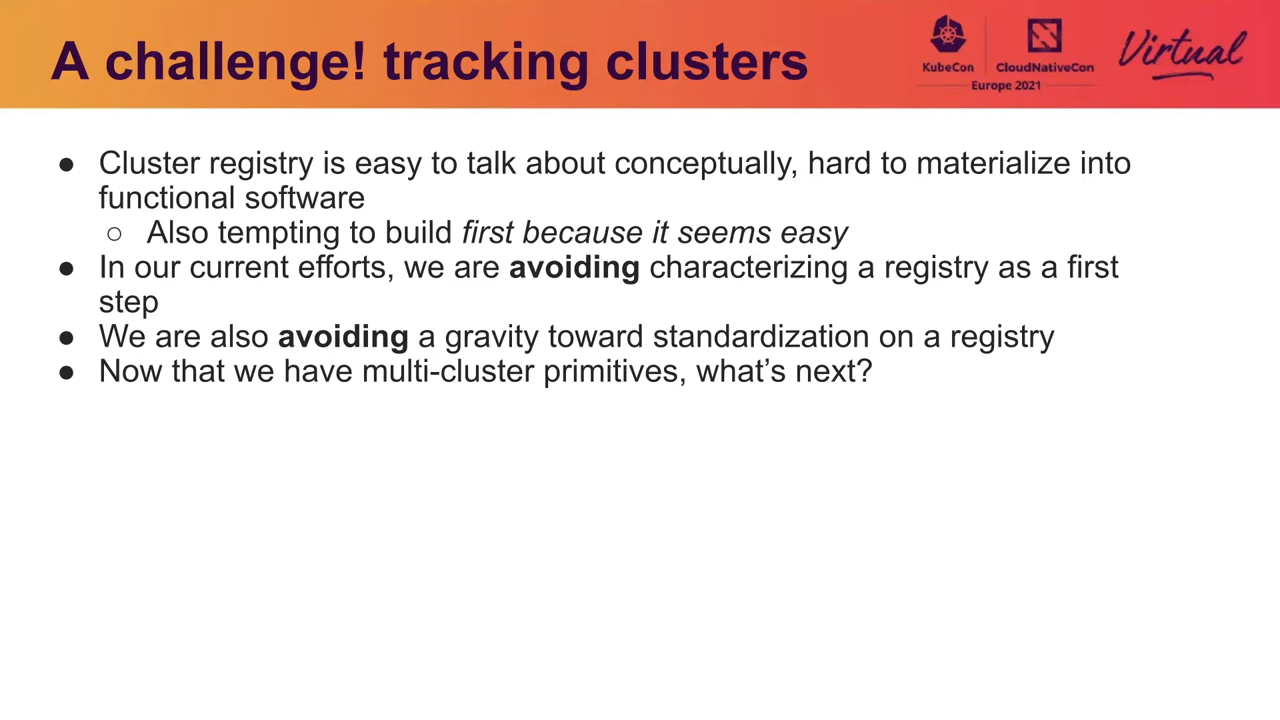 A challenge! tracking clusters
KubeCon
CloudNativeCon
Europe 2021
Virtual
● Cluster registry is easy to talk about conceptually, hard to materialize into
functional software
○ Also tempting to build first because it seems easy
● In our current efforts, we are avoiding characterizing a registry as a first
step
● We are also avoiding a gravity toward standardization on a registry
● Now that we have multi-cluster primitives, what’s next?